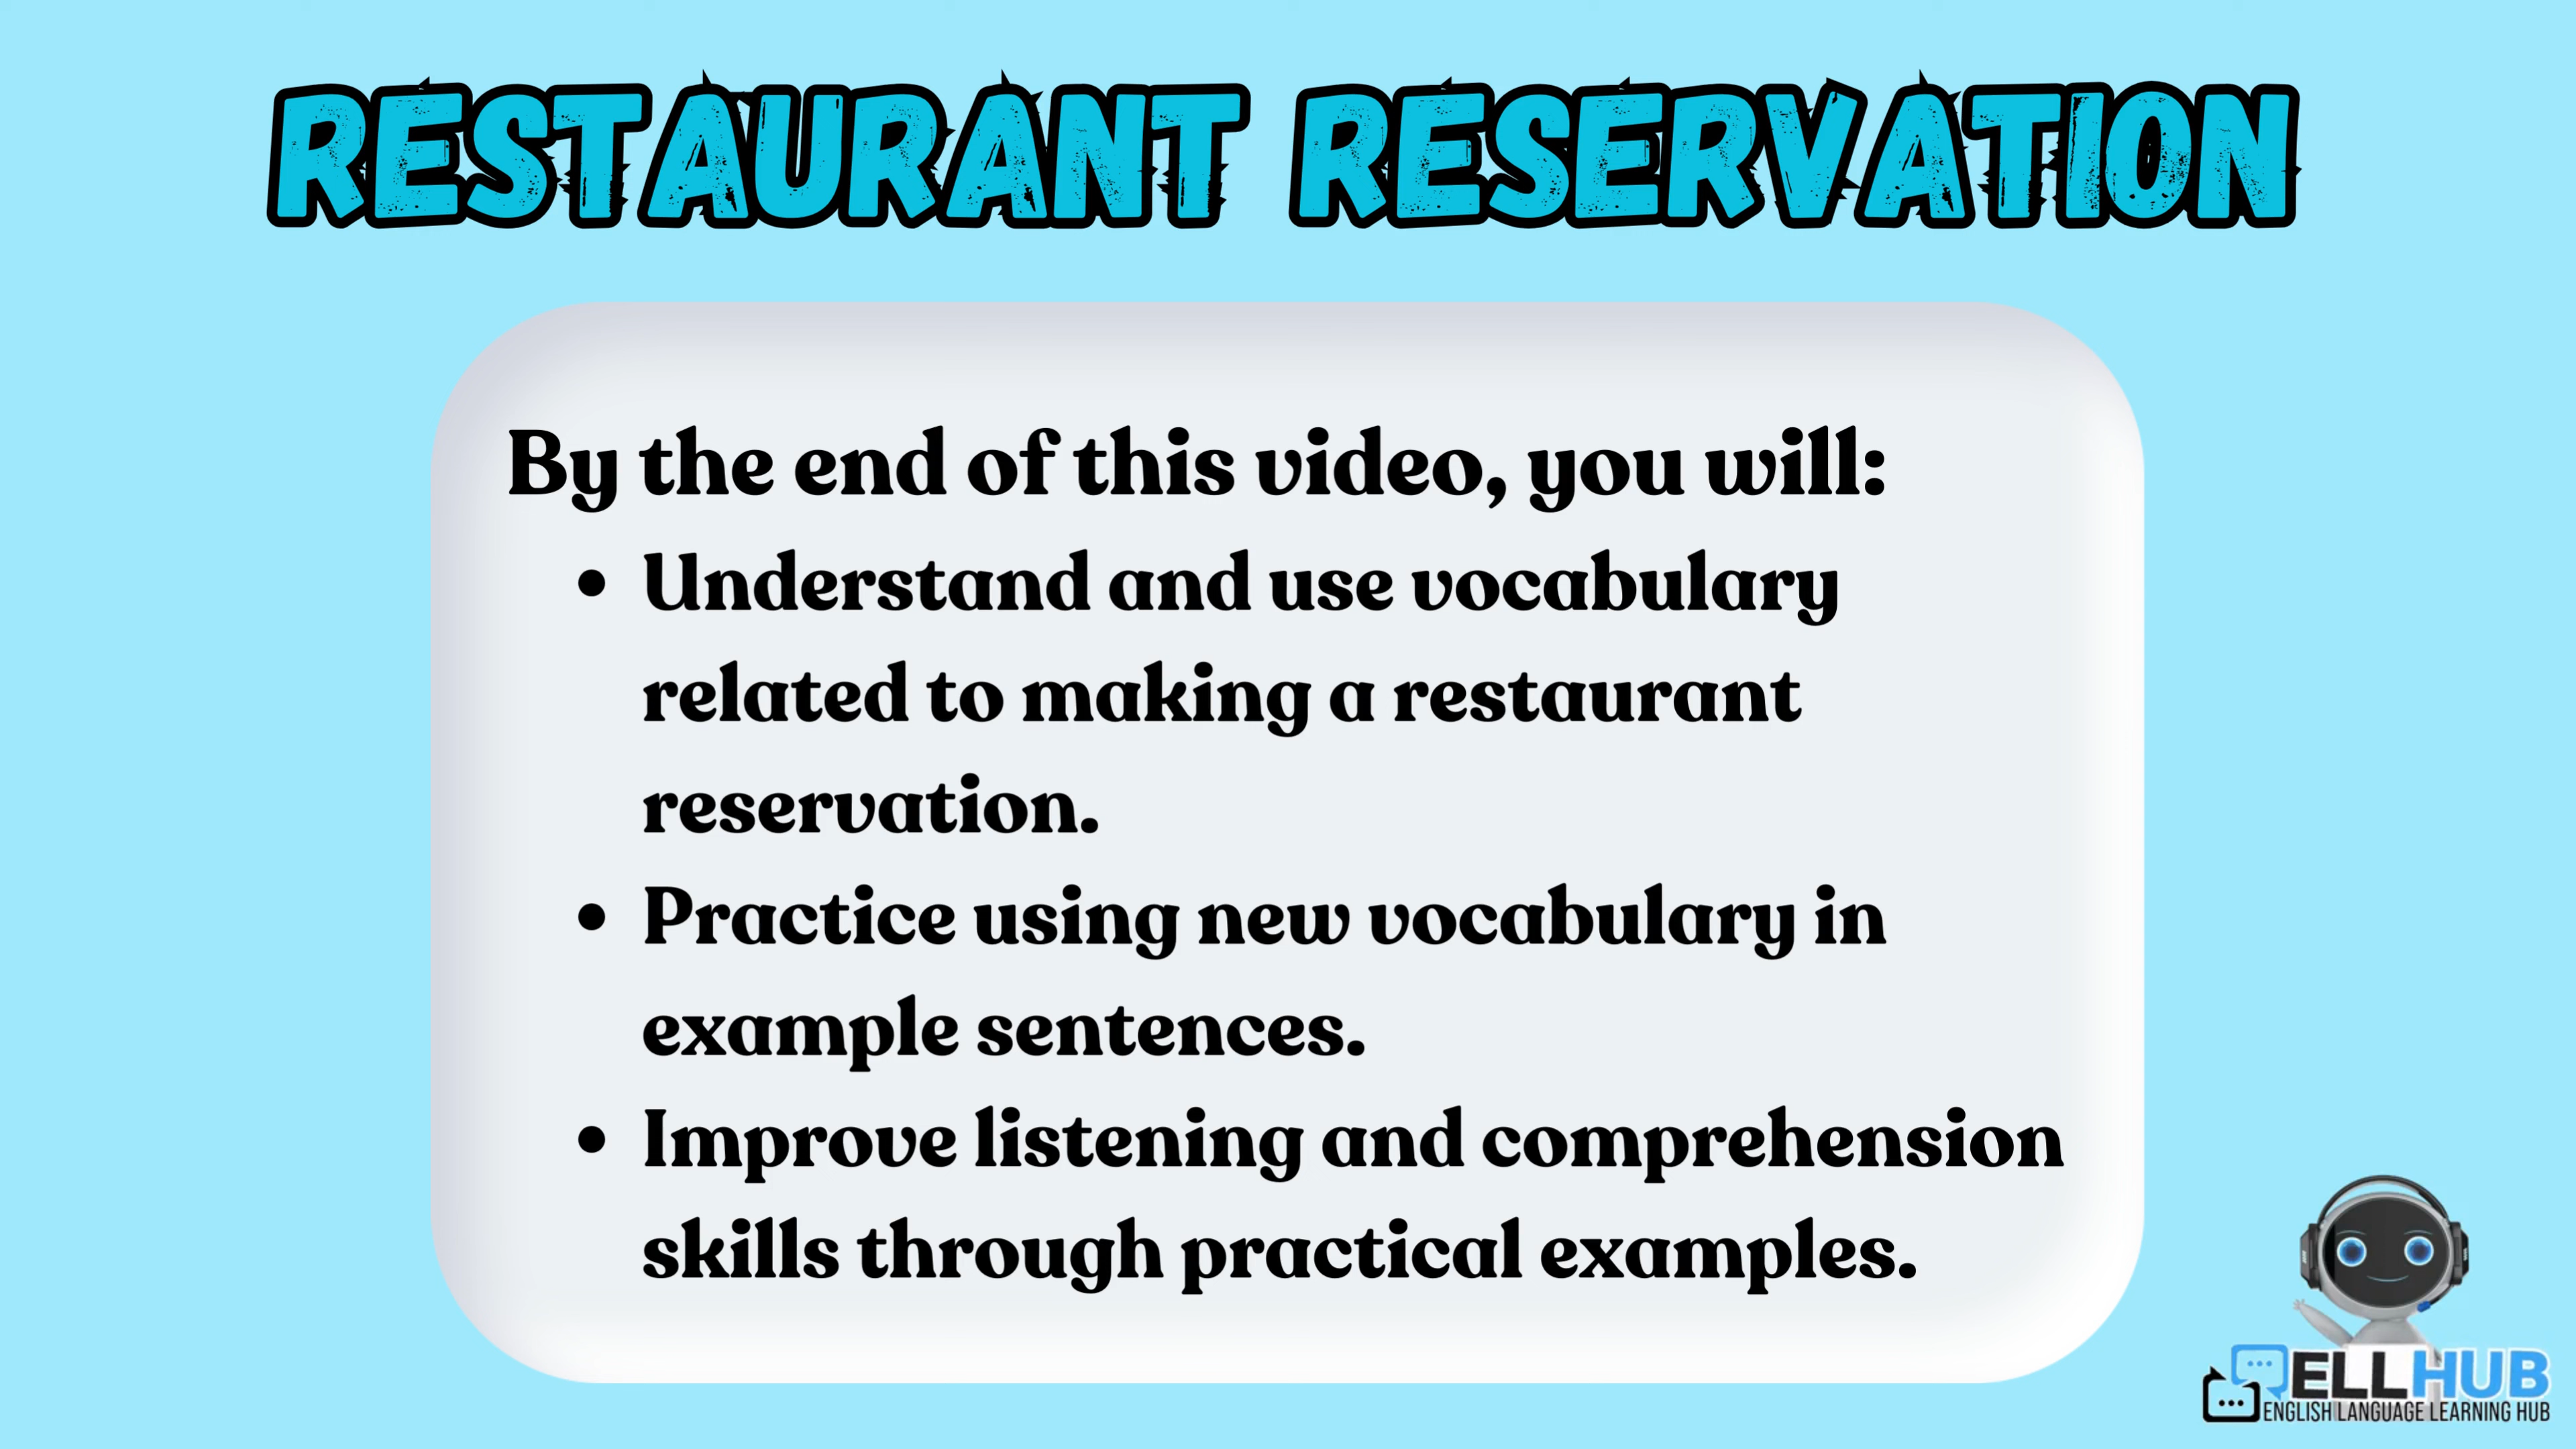 RESTAURANT RESERVATION
By the end of this video, you will:
• Understand and use vocabulary
related to making a restaurant
reservation.
• Practice using new vocabulary in
example sentences.
• Improve listening and comprehension
skills through practical examples.
ELLHUB
ENGLISH LANGUAGE LEARNING HUB